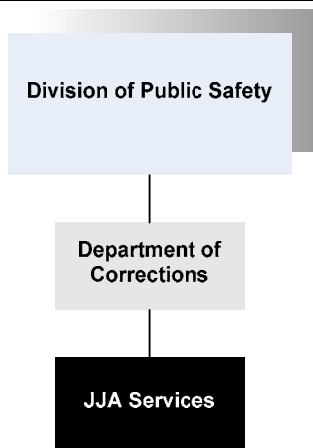 Division of Public Safety
Department of
Corrections
JJA Services